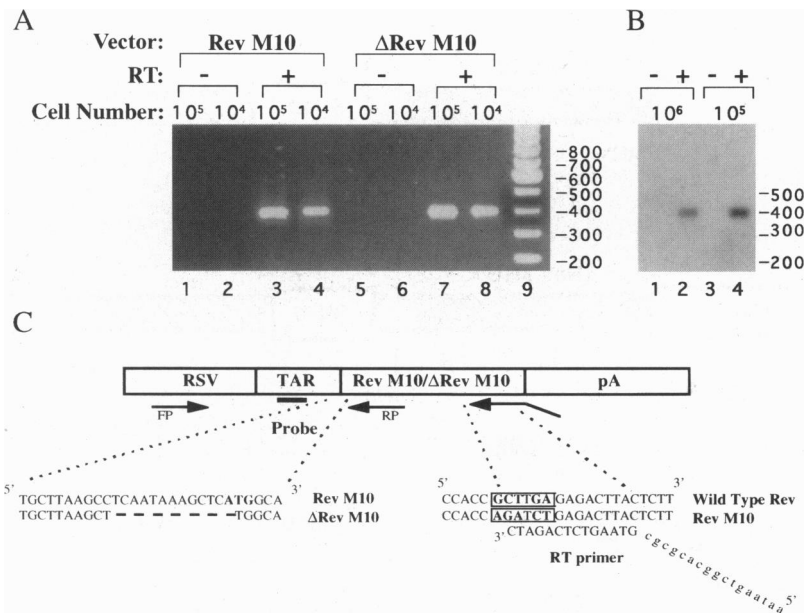 A
Vector: Rev M10 ΔRev M10
RT: - + - +
Cell Number: 10⁵ 10⁴ 10⁵ 10⁴ 10⁵ 10⁴ 10⁵ 10⁴
-800
-700
-600
-500
-400
-300
-200
1 2 3 4 5 6 7 8 9
B
- + - +
10⁶ 10⁵
-500
-400
-300
-200
1 2 3 4
C
RSV TAR Rev M10/ΔRev M10 pA
FP Probe RP
5' TGCTTAAGCCTCAATAAAGCTCATGGCA 3' Rev M10
TGCTTAAGCT - - - - - - - - TGGCA ΔRev M10
5' CCACC GCTTGA GAGACTTACTCTT 3' Wild Type Rev
CCACC AGATCT GAGACTTACTCTT Rev M10
3' CTAGACTCTGAATG cgcgcacggctgaataa 5'
RT primer